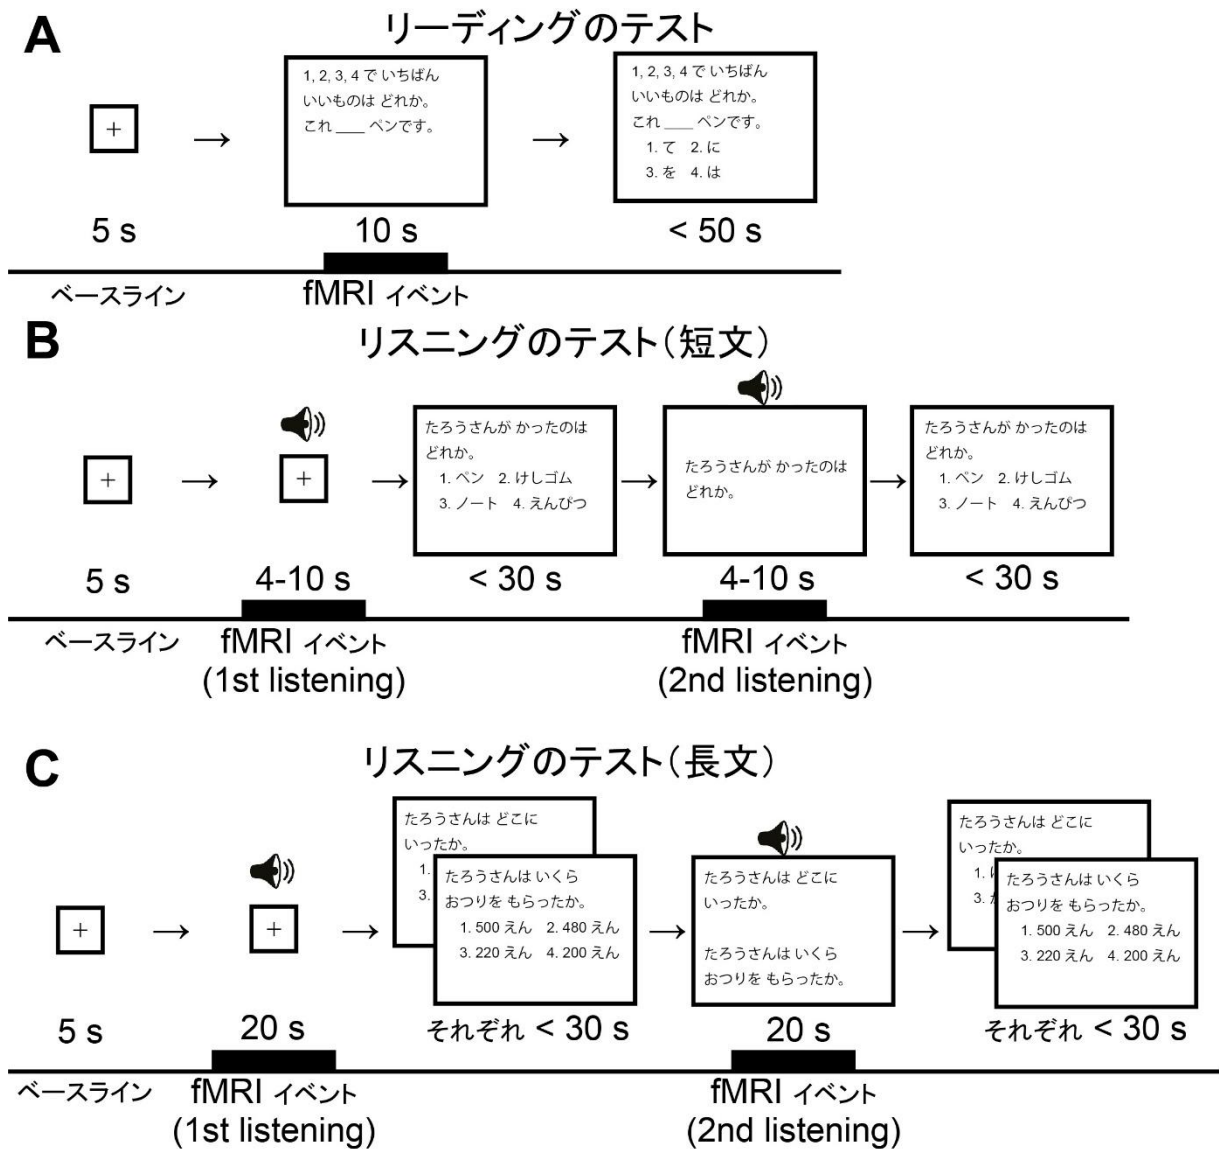 A
リーディングのテスト
+
→
1, 2, 3, 4 で いちばん
いいものは どれか。
これ ___ ペンです。
→
1, 2, 3, 4 で いちばん
いいものは どれか。
これ ___ ペンです。
1. て 2. に
3. を 4. は
5 s
10 s
< 50 s
ベースライン
fMRI イベント
B
リスニングのテスト（短文）
+
→
+
→
たろうさんが かったのは
どれか。
1. ペン 2. けしゴム
3. ノート 4. えんぴつ
→
たろうさんが かったのは
どれか。
→
たろうさんが かったのは
どれか。
1. ペン 2. けしゴム
3. ノート 4. えんぴつ
5 s
4-10 s
< 30 s
4-10 s
< 30 s
ベースライン
fMRI イベント
(1st listening)
fMRI イベント
(2nd listening)
C
リスニングのテスト（長文）
+
→
+
→
たろうさんは どこに
いったか。
1.
3.
たろうさんは いくら
おつりを もらったか。
1. 500 えん 2. 480 えん
3. 220 えん 4. 200 えん
→
たろうさんは どこに
いったか。
たろうさんは いくら
おつりを もらったか。
→
たろうさんは どこに
いったか。
1.
3.
たろうさんは いくら
おつりを もらったか。
1. 500 えん 2. 480 えん
3. 220 えん 4. 200 えん
5 s
20 s
それぞれ < 30 s
20 s
それぞれ < 30 s
ベースライン
fMRI イベント
(1st listening)
fMRI イベント
(2nd listening)